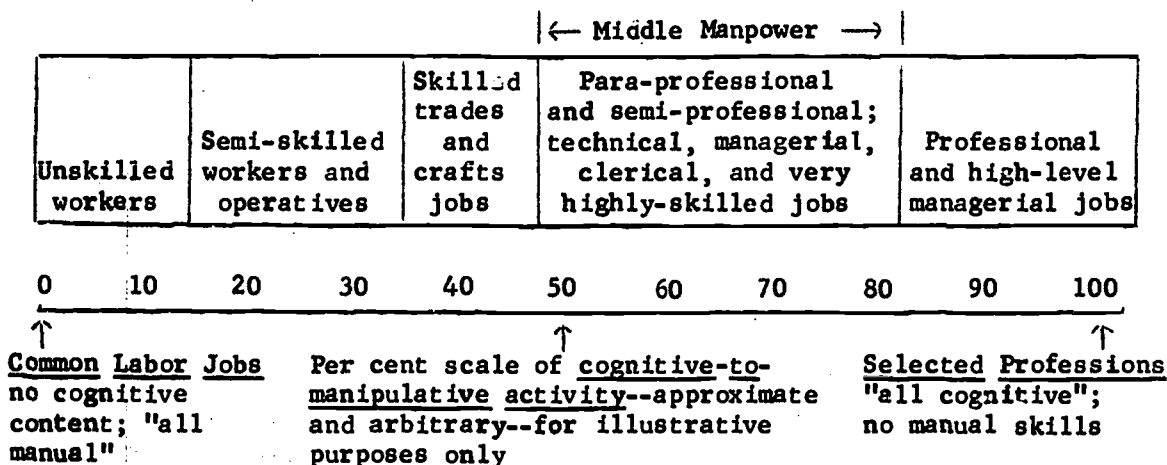 |← Middle Manpower →|
Unskilled
workers
Semi-skilled
workers and
operatives
Skilled
trades
and
crafts
jobs
Para-professional
and semi-professional;
technical, managerial,
clerical, and very
highly-skilled jobs
Professional
and high-level
managerial jobs
0 10 20 30 40 50 60 70 80 90 100
Common Labor Jobs
no cognitive
content; "all
manual"
Per cent scale of cognitive-to-
manipulative activity--approximate
and arbitrary--for illustrative
purposes only
Selected Professions
"all cognitive";
no manual skills